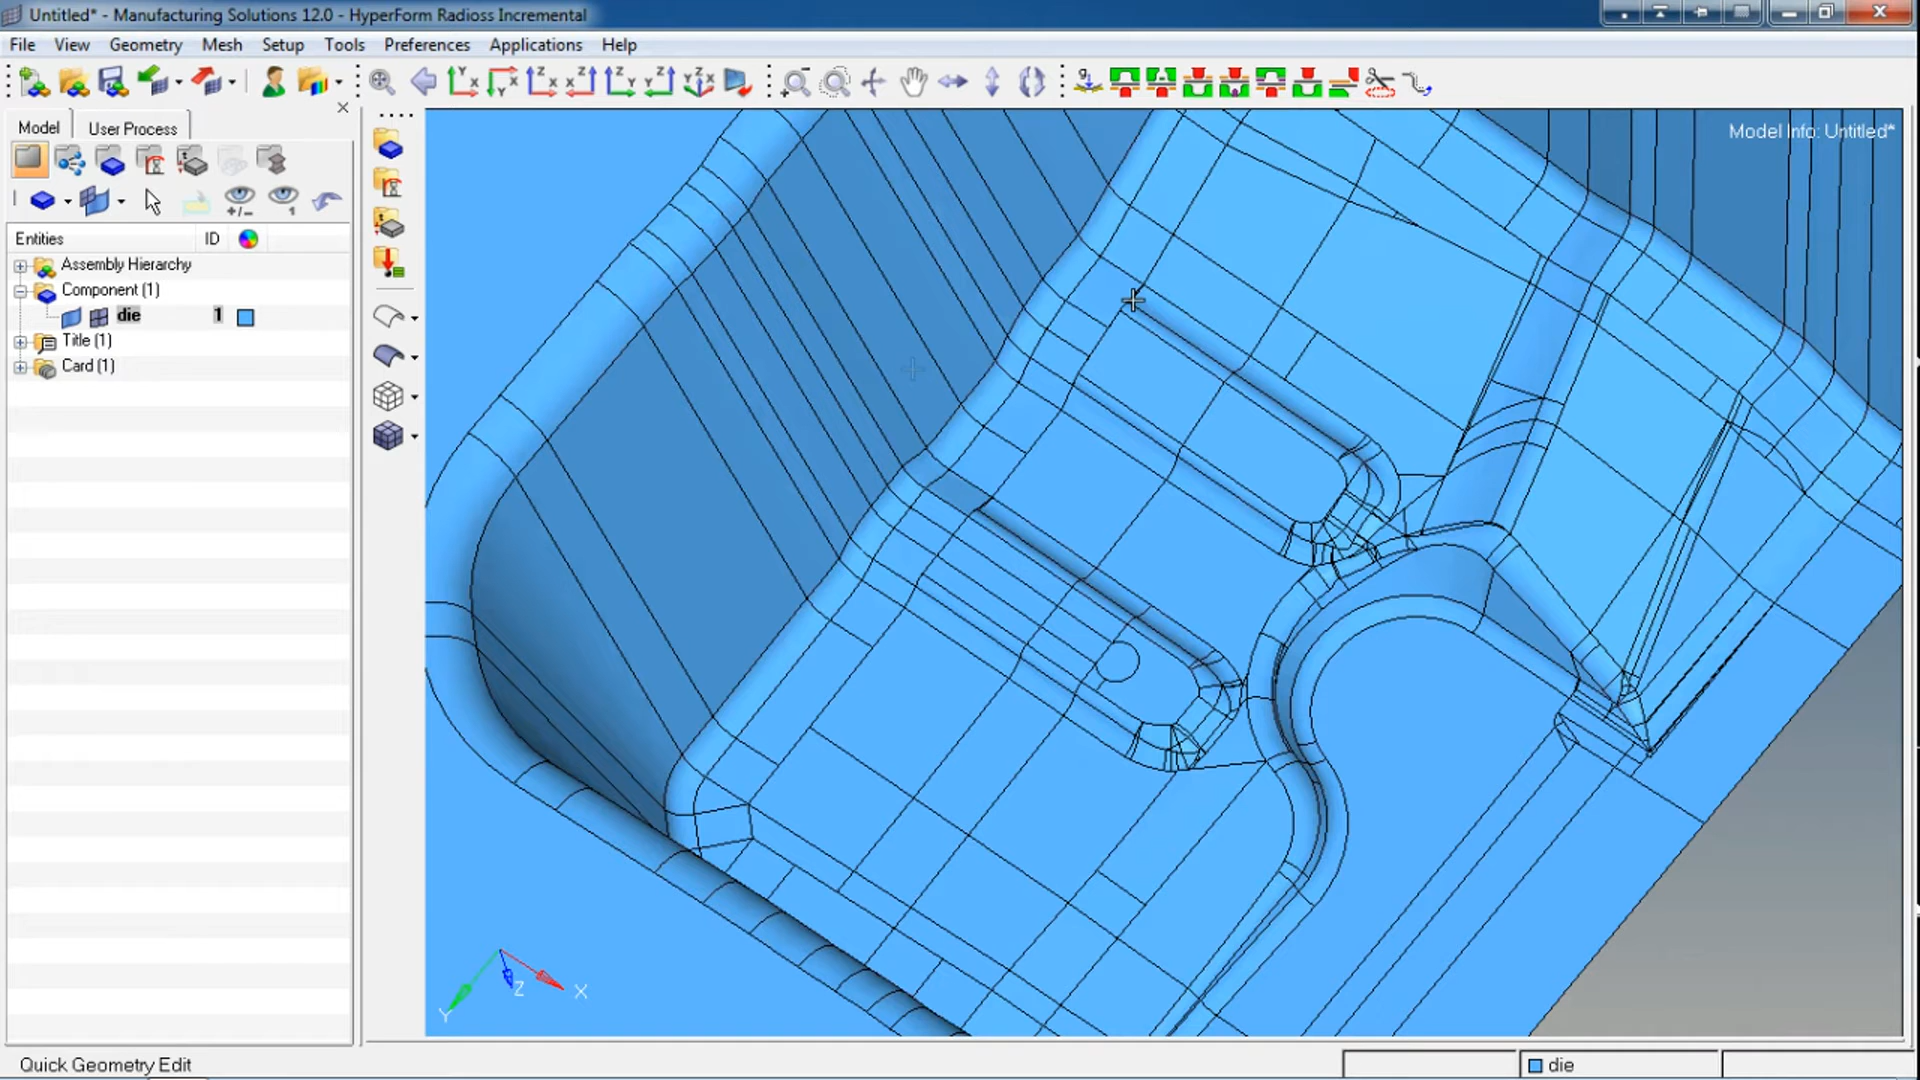 Untitled* - Manufacturing Solutions 12.0 - HyperForm Radioss Incremental
File View Geometry Mesh Setup Tools Preferences Applications Help
Model User Process
Model Info: Untitled*
Entities ID
Assembly Hierarchy
Component (1)
die 1
Title (1)
Card (1)
X
Y
Z
Quick Geometry Edit
die